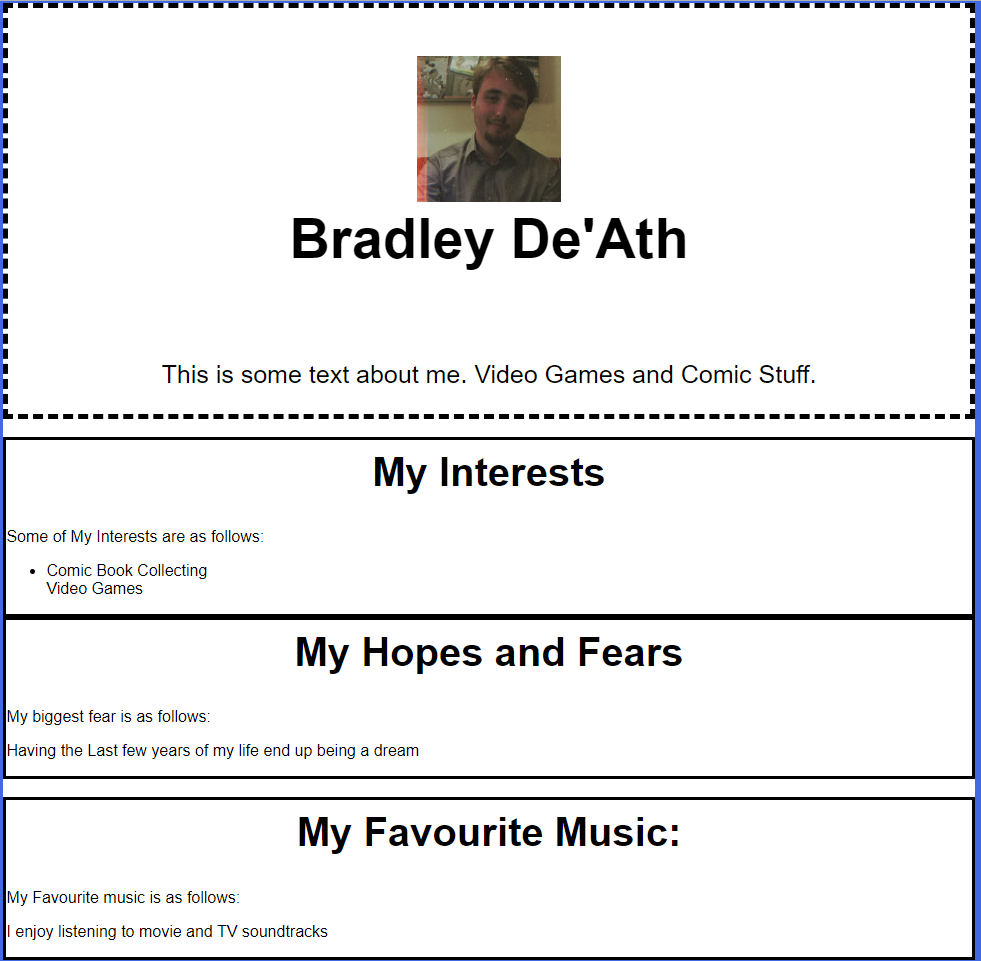 Bradley De'Ath
This is some text about me. Video Games and Comic Stuff.
My Interests
Some of My Interests are as follows:
• Comic Book Collecting
Video Games
My Hopes and Fears
My biggest fear is as follows:
Having the Last few years of my life end up being a dream
My Favourite Music:
My Favourite music is as follows:
I enjoy listening to movie and TV soundtracks